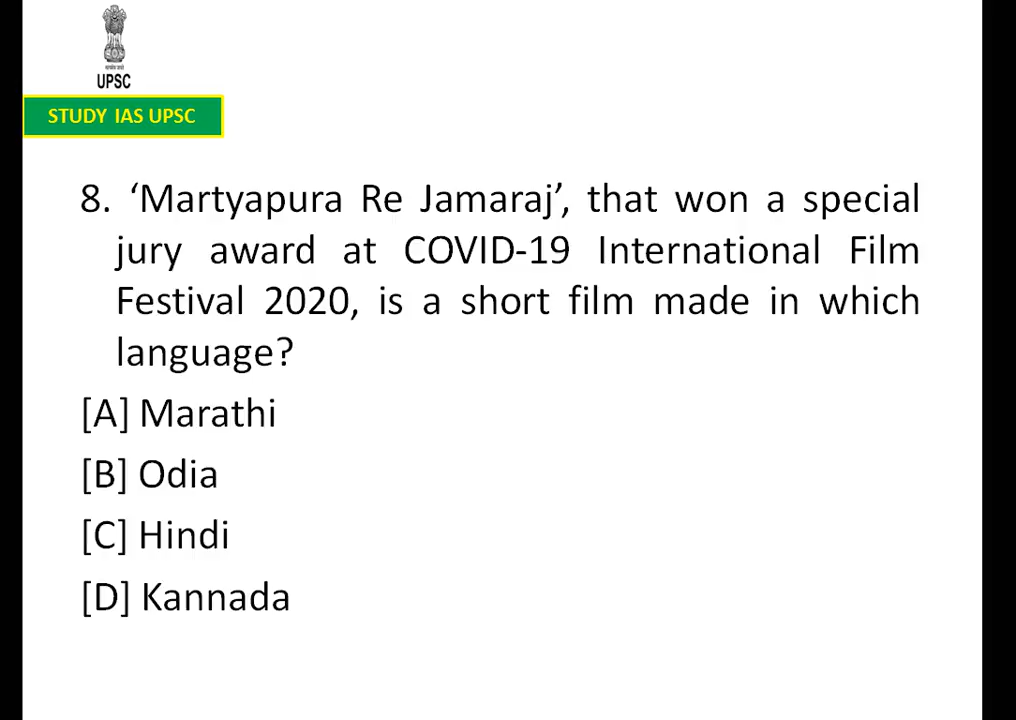 UPSC
STUDY IAS UPSC
8. ‘Martyapura Re Jamaraj’, that won a special
jury award at COVID-19 International Film
Festival 2020, is a short film made in which
language?
[A] Marathi
[B] Odia
[C] Hindi
[D] Kannada